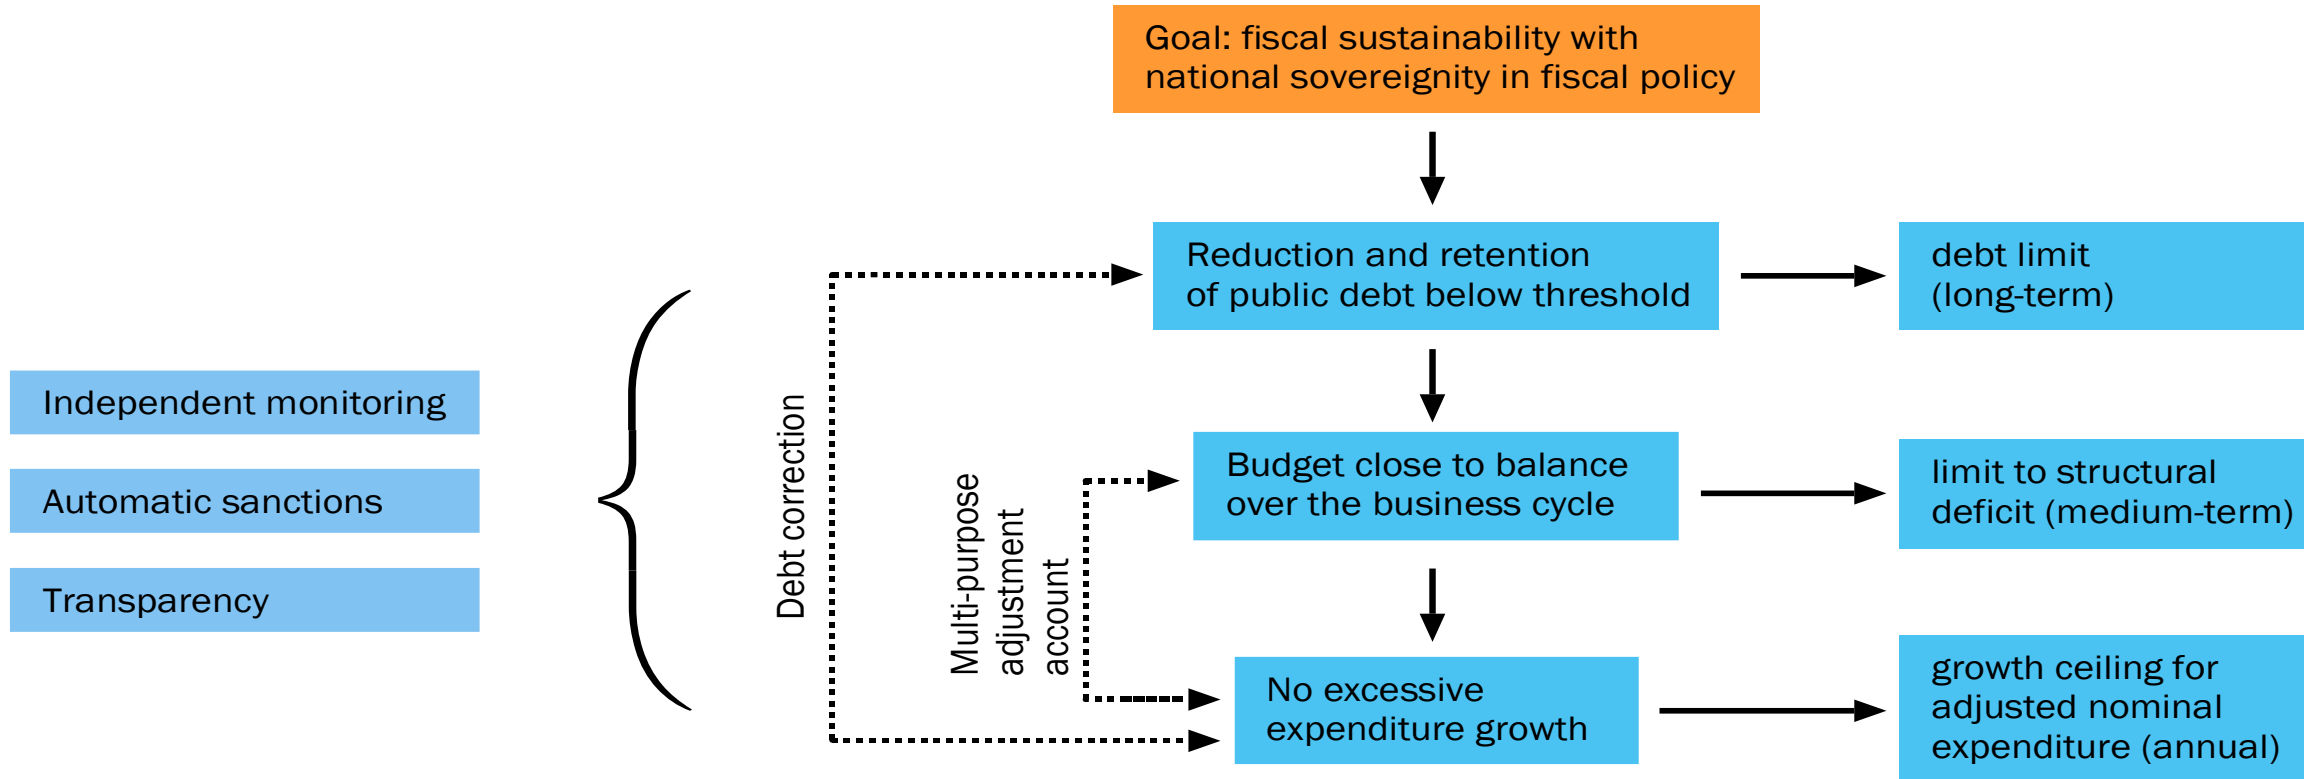 Goal: fiscal sustainability with
national sovereignity in fiscal policy
Reduction and retention
of public debt below threshold
debt limit
(long-term)
Independent monitoring
Automatic sanctions
Transparency
Debt correction
Multi-purpose
adjustment
account
Budget close to balance
over the business cycle
limit to structural
deficit (medium-term)
No excessive
expenditure growth
growth ceiling for
adjusted nominal
expenditure (annual)